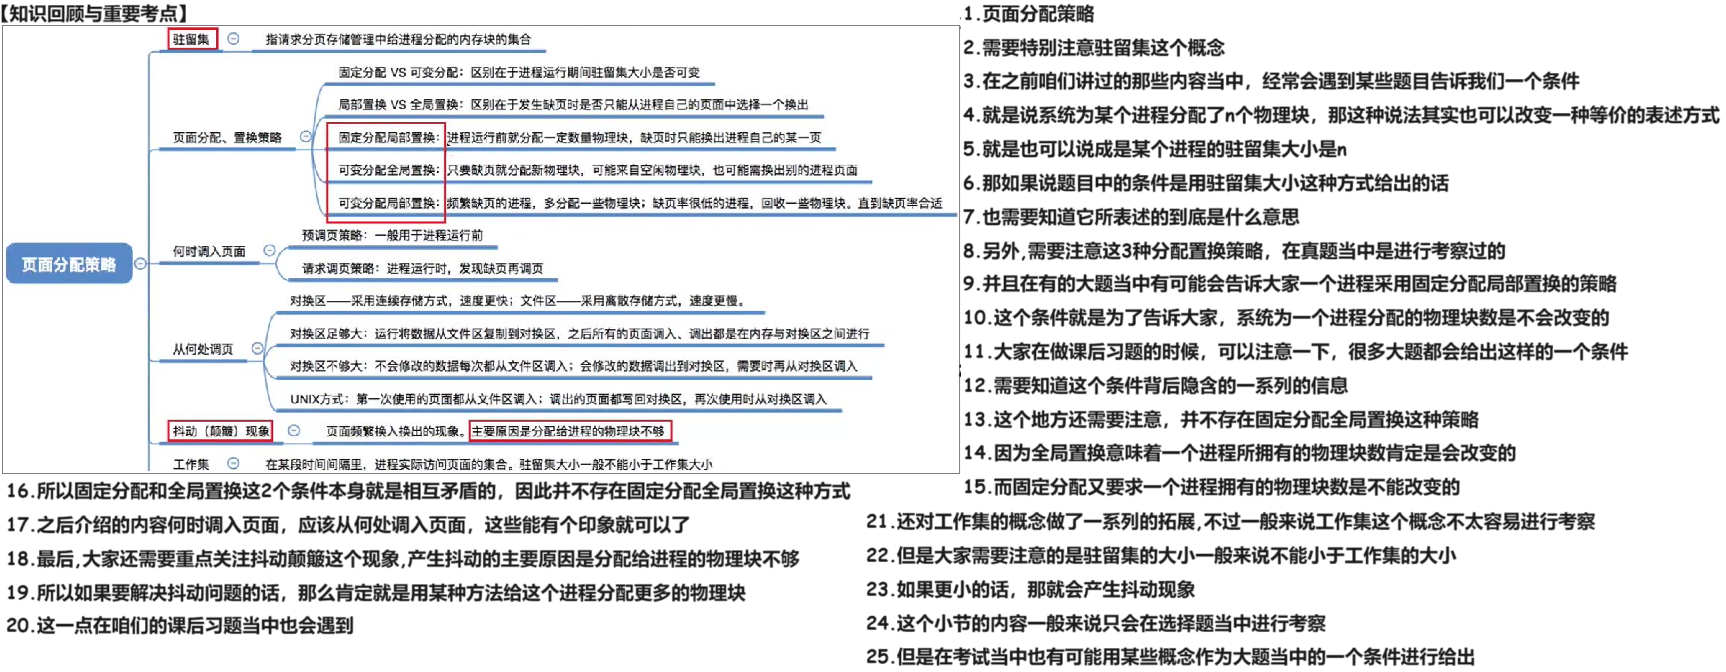 【知识回顾与重要考点】
驻留集
指请求分页存储管理中给进程分配的内存块的集合
固定分配 VS 可变分配：区别在于进程运行期间驻留集大小是否可变
局部置换 VS 全局置换：区别在于发生缺页时是否只能从进程自己的页面中选择一个换出
页面分配、置换策略
固定分配局部置换：进程运行前就分配一定数量物理块，缺页时只能换出进程自己的某一页
可变分配全局置换：只要缺页就分配新物理块，可能来自空闲物理块，也可能需换出别的进程页面
可变分配局部置换：频繁缺页的进程，多分配一些物理块；缺页率很低的进程，回收一些物理块。直到缺页率合适
页面分配策略
何时调入页面
预调页策略：一般用于进程运行前
请求调页策略：进程运行时，发现缺页再调页
对换区——采用连续存储方式，速度更快；文件区——采用离散存储方式，速度更慢。
对换区足够大：运行将数据从文件区复制到对换区，之后所有的页面调入、调出都是在内存与对换区之间进行
从何处调页
对换区不够大：不会修改的数据每次都从文件区调入；会修改的数据调出到对换区，需要时再从对换区调入
UNIX方式：第一次使用的页面都从文件区调入；调出的页面都写回对换区，再次使用时从对换区调入
抖动（颠簸）现象
页面频繁换入换出的现象。主要原因是分配给进程的物理块不够
工作集
在某段时间间隔里，进程实际访问页面的集合。驻留集大小一般不能小于工作集大小
1.页面分配策略
2.需要特别注意驻留集这个概念
3.在之前咱们讲过的那些内容当中，经常会遇到某些题目告诉我们一个条件
4.就是说系统为某个进程分配了n个物理块，那这种说法其实也可以改变一种等价的表述方式
5.就是也可以说成是某个进程的驻留集大小是n
6.那如果说题目中的条件是用驻留集大小这种方式给出的话
7.也需要知道它所表述的到底是什么意思
8.另外,需要注意这3种分配置换策略，在真题当中是进行考察过的
9.并且在有的大题当中有可能会告诉大家一个进程采用固定分配局部置换的策略
10.这个条件就是为了告诉大家，系统为一个进程分配的物理块数是不会改变的
11.大家在做课后习题的时候，可以注意一下，很多大题都会给出这样的一个条件
12.需要知道这个条件背后隐含的一系列的信息
13.这个地方还需要注意，并不存在固定分配全局置换这种策略
14.因为全局置换意味着一个进程所拥有的物理块数肯定是会改变的
15.而固定分配又要求一个进程拥有的物理块数是不能改变的
16.所以固定分配和全局置换这2个条件本身就是相互矛盾的，因此并不存在固定分配全局置换这种方式
17.之后介绍的内容何时调入页面，应该从何处调入页面，这些能有个印象就可以了
18.最后,大家还需要重点关注抖动颠簸这个现象,产生抖动的主要原因是分配给进程的物理块不够
19.所以如果要解决抖动问题的话，那么肯定就是用某种方法给这个进程分配更多的物理块
20.这一点在咱们的课后习题当中也会遇到
21.还对工作集的概念做了一系列的拓展,不过一般来说工作集这个概念不太容易进行考察
22.但是大家需要注意的是驻留集的大小一般来说不能小于工作集的大小
23.如果更小的话，那就会产生抖动现象
24.这个小节的内容一般来说只会在选择题当中进行考察
25.但是在考试当中也有可能用某些概念作为大题当中的一个条件进行给出